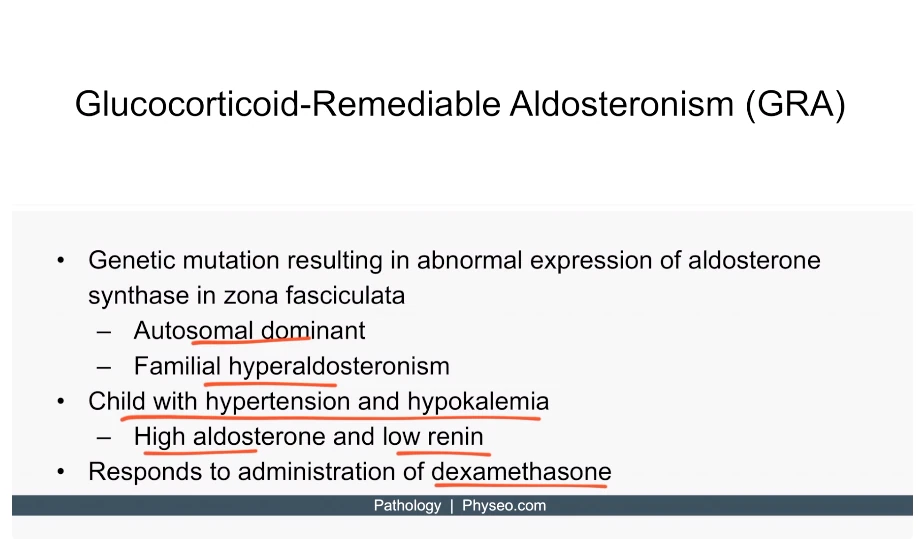 Glucocorticoid-Remediable Aldosteronism (GRA)
• Genetic mutation resulting in abnormal expression of aldosterone
synthase in zona fasciculata
– Autosomal dominant
– Familial hyperaldosteronism
• Child with hypertension and hypokalemia
– High aldosterone and low renin
• Responds to administration of dexamethasone
Pathology | Physeo.com